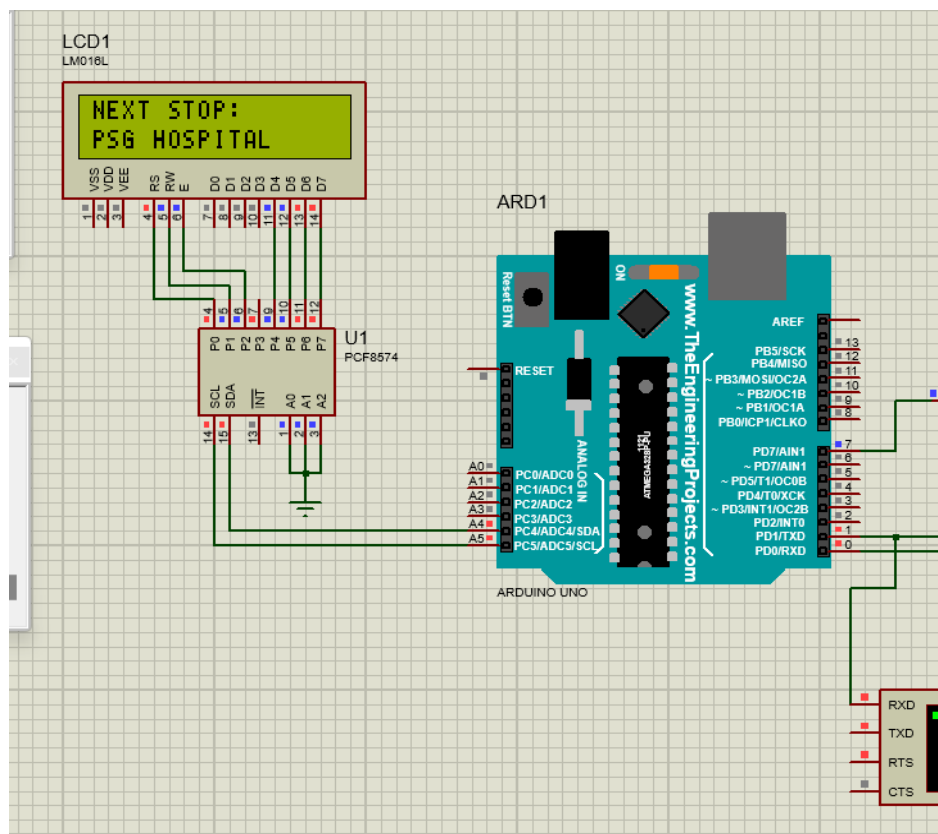 LCD1
LM016L
NEXT STOP:
PSG HOSPITAL
VSS VDD VEE RS RW E D0 D1 D2 D3 D4 D5 D6 D7
1 2 3 4 5 6 7 8 9 10 11 12 13 14
4 5 6 7 9 10 11 12
P0 P1 P2 P3 P4 P5 P6 P7
U1
PCF8574
SCL SDA INT A0 A1 A2
14 15 13 1 2 3
ARD1
Reset BTN
ON
www.TheEngineeringProjects.com
RESET
ANALOG IN
1121
ATMEGA328P-PU
A0 PC0/ADC0
A1 PC1/ADC1
A2 PC2/ADC2
A3 PC3/ADC3
A4 PC4/ADC4/SDA
A5 PC5/ADC5/SCL
AREF
PB5/SCK 13
PB4/MISO 12
~ PB3/MOSI/OC2A 11
~ PB2/OC1B 10
~ PB1/OC1A 9
PB0/ICP1/CLKO 8
PD7/AIN1 7
~ PD7/AIN1 6
~ PD5/T1/OC0B 5
PD4/T0/XCK 4
~ PD3/INT1/OC2B 3
PD2/INT0 2
PD1/TXD 1
PD0/RXD 0
ARDUINO UNO
RXD
TXD
RTS
CTS